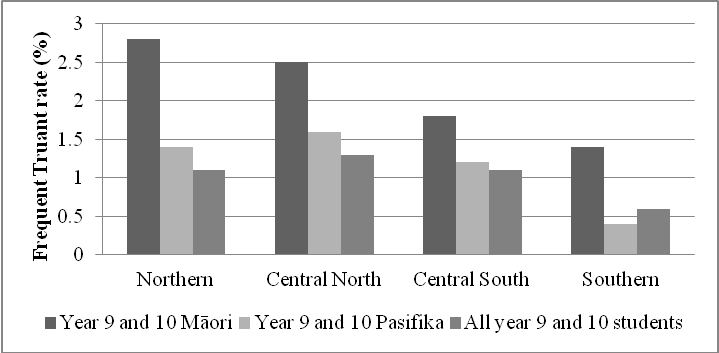 3
2.5
2
1.5
1
0.5
0
Frequent Truant rate (%)
Northern Central North Central South Southern
Year 9 and 10 Māori Year 9 and 10 Pasifika All year 9 and 10 students